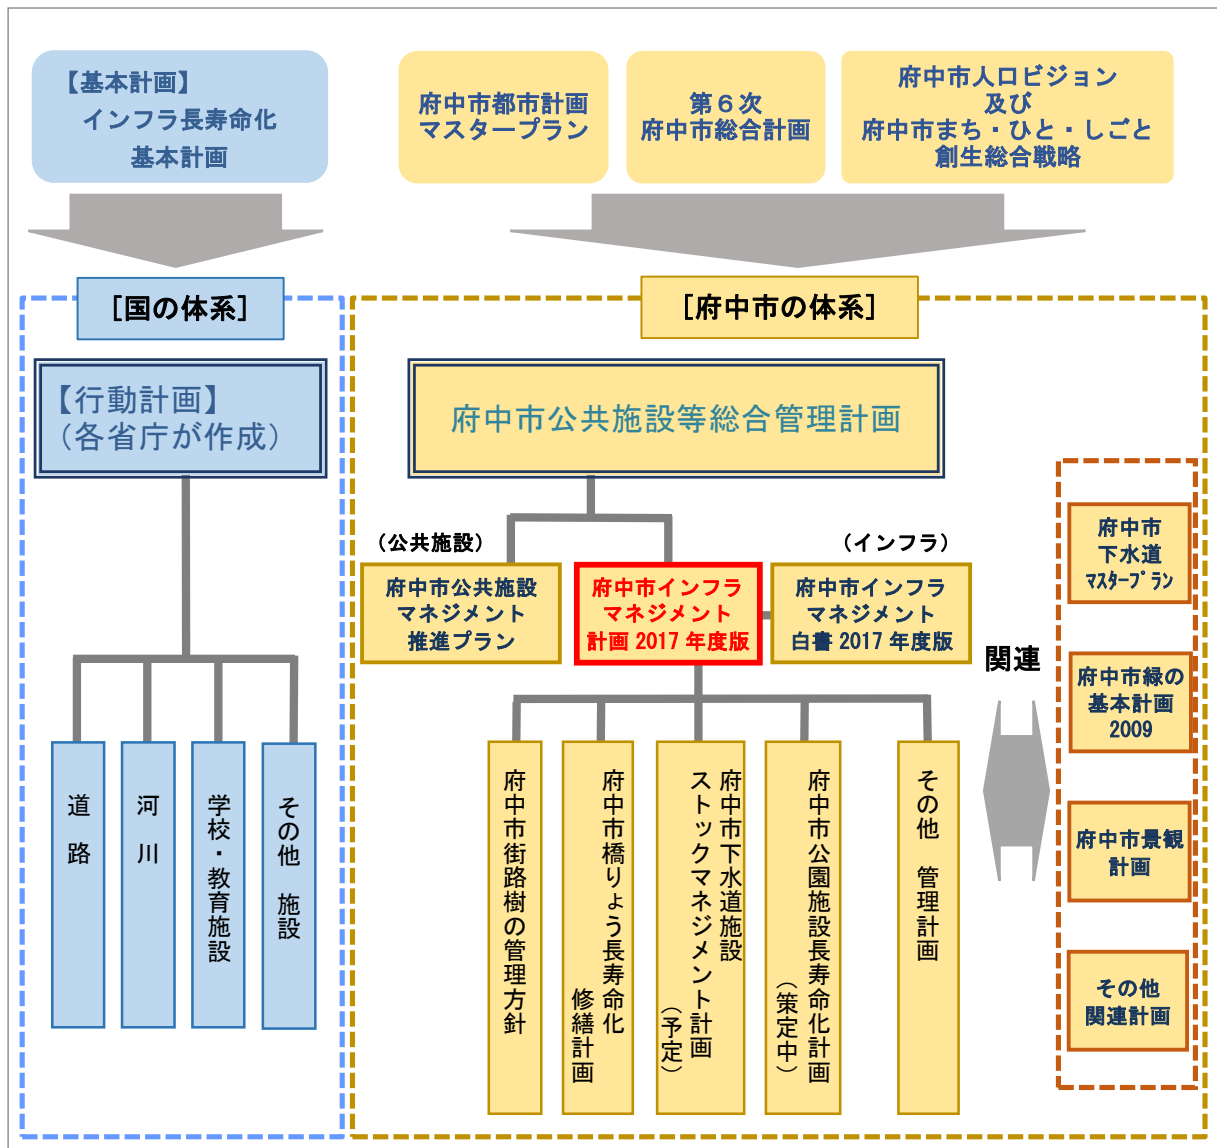 【基本計画】
インフラ長寿命化
基本計画
府中市都市計画
マスタープラン
第6次
府中市総合計画
府中市人口ビジョン
及び
府中市まち・ひと・しごと
創生総合戦略
[国の体系]
[府中市の体系]
【行動計画】
(各省庁が作成)
府中市公共施設等総合管理計画
(公共施設)
(インフラ)
府中市公共施設
マネジメント
推進プラン
府中市インフラ
マネジメント
計画 2017 年度版
府中市インフラ
マネジメント
白書 2017 年度版
関連
府中市
下水道
マスタープラン
府中市緑の
基本計画
2009
府中市景観
計画
その他
関連計画
道 路
河 川
学校・教育施設
その他 施設
府中市街路樹の管理方針
府中市橋りょう長寿命化
修繕計画
府中市下水道施設
ストックマネジメント計画
(予定)
府中市公園施設長寿命化計画
(策定中)
その他 管理計画